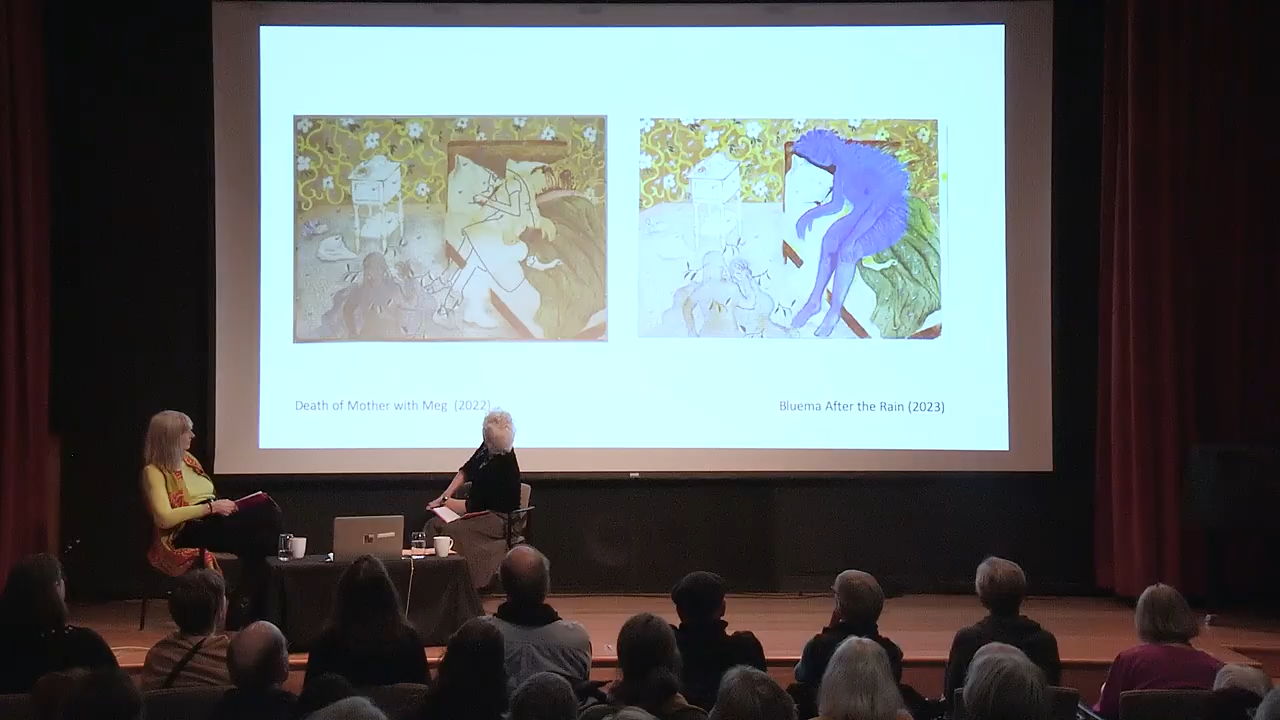 Death of Mother with Meg (2022)
Bluema After the Rain (2023)